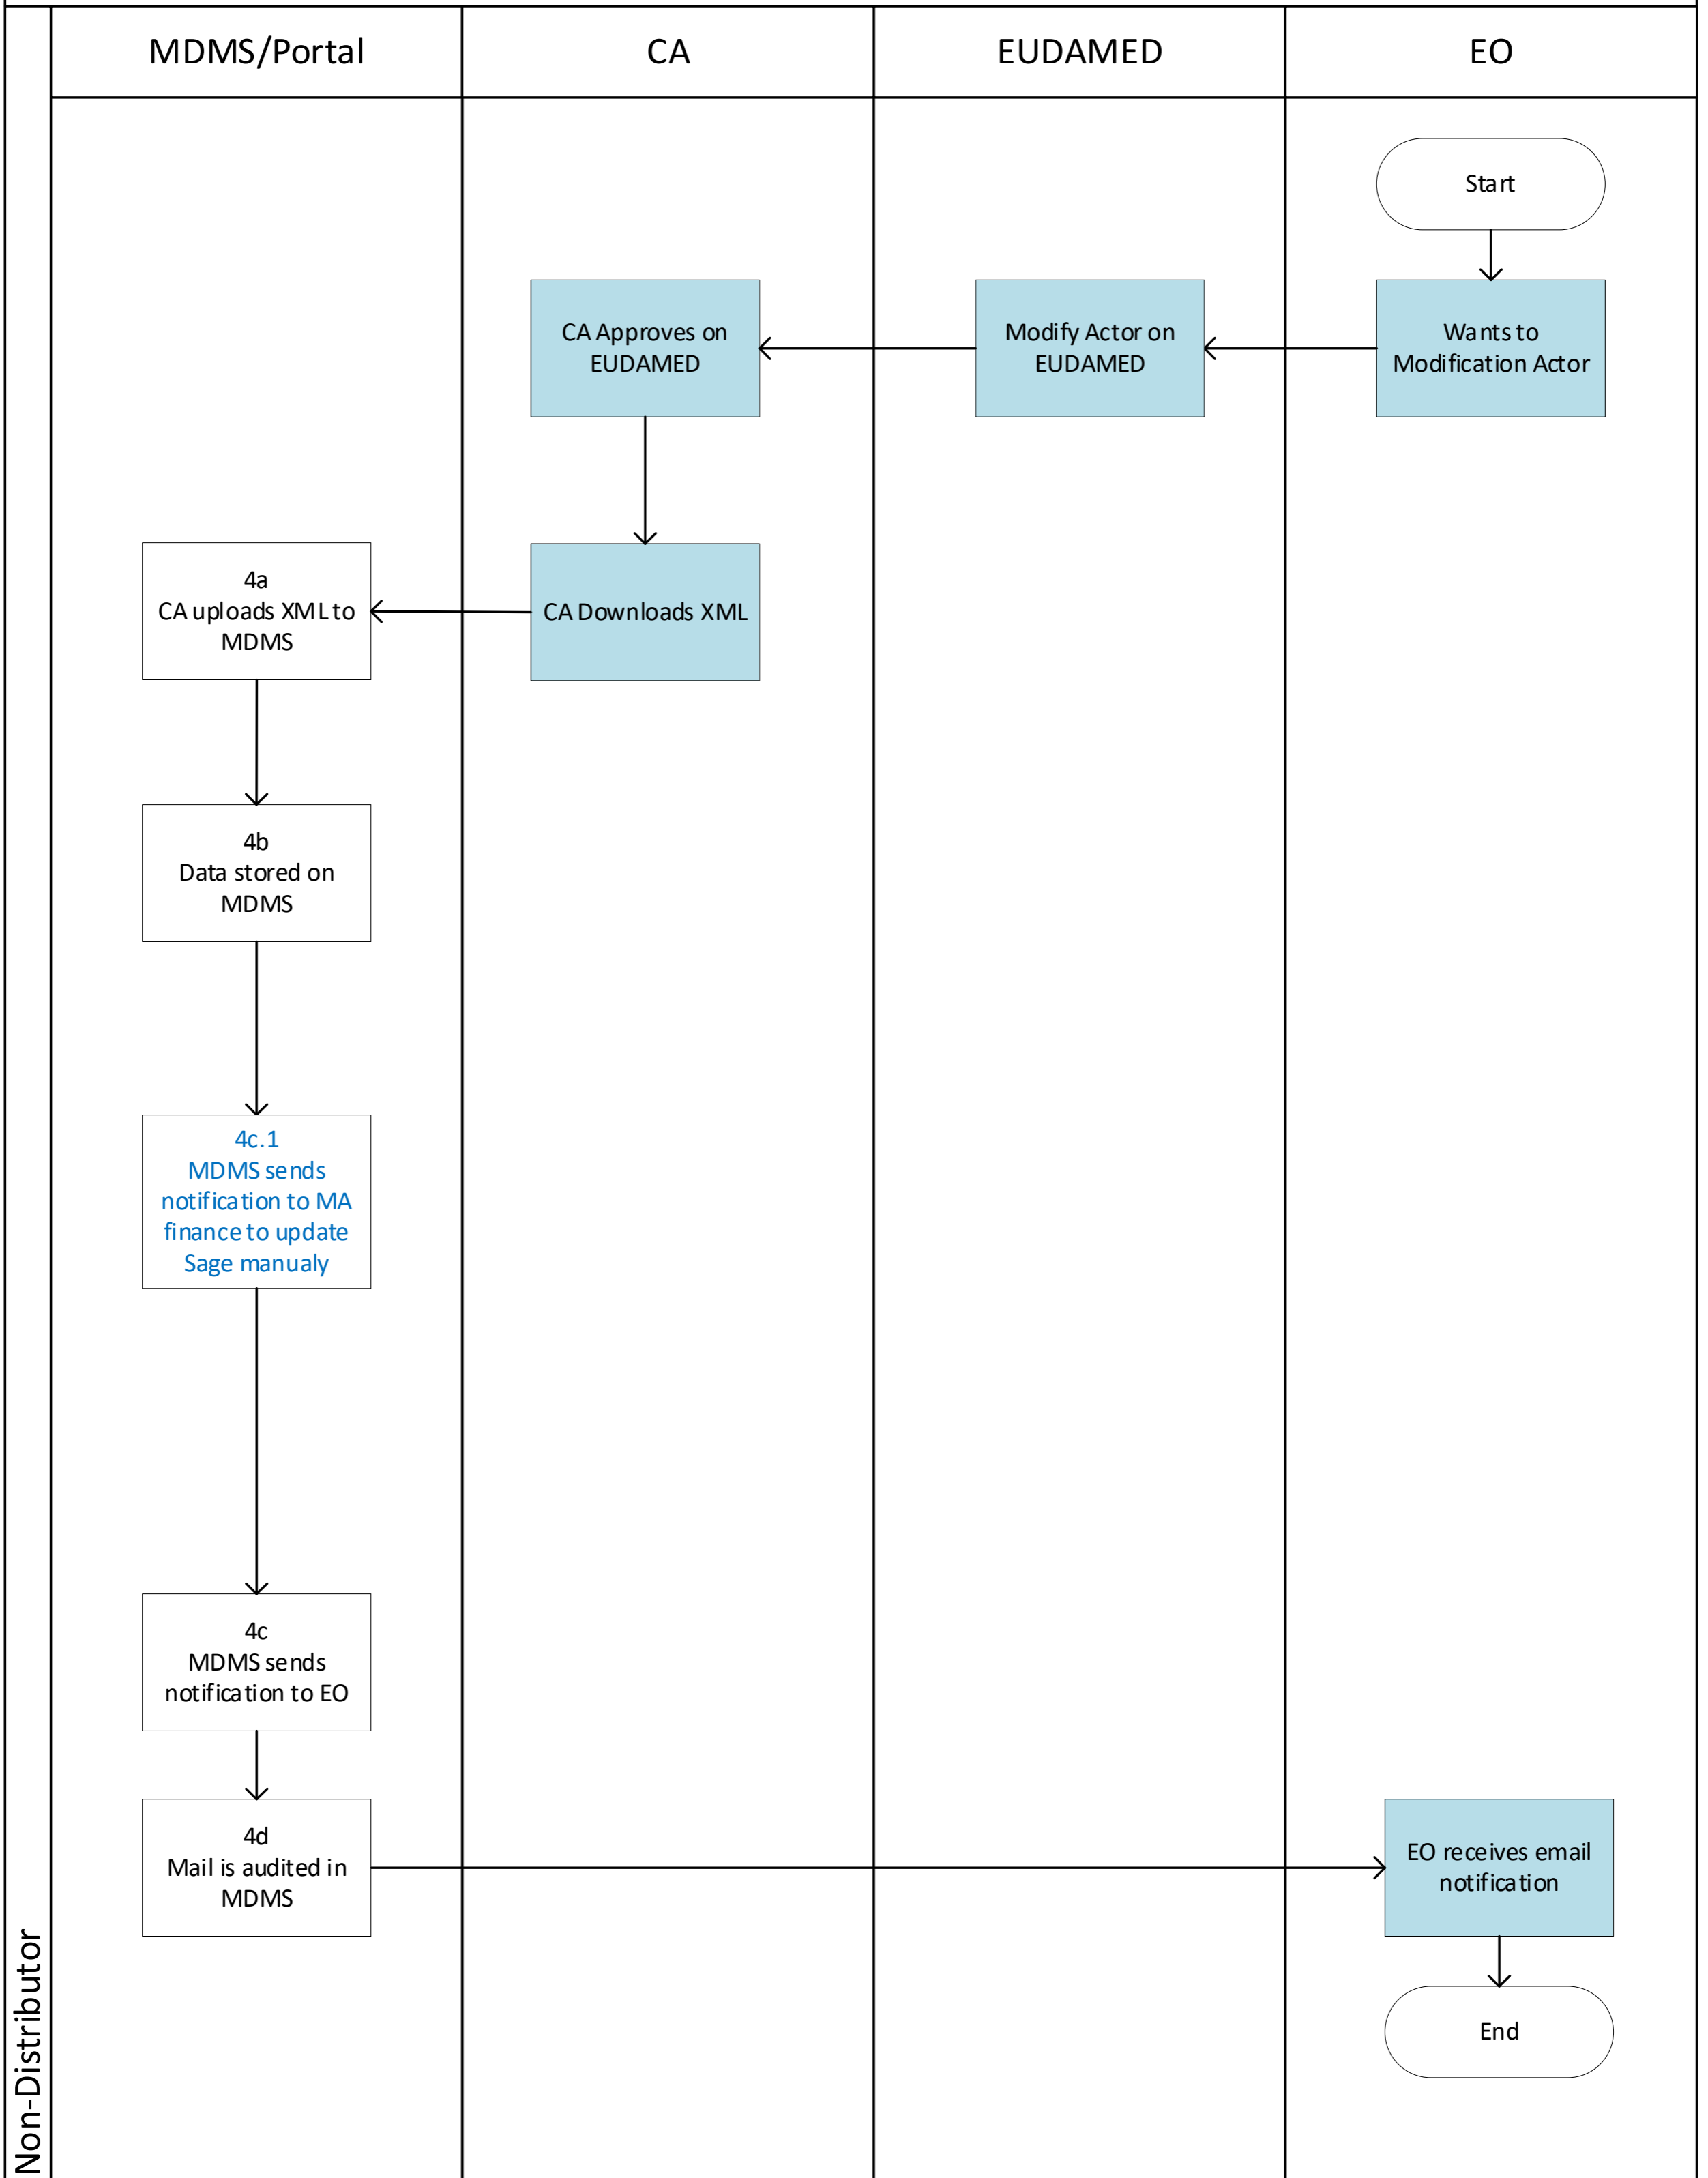 MDMS/Portal
CA
EUDAMED
EO
Start
CA Approves on
EUDAMED
Modify Actor on
EUDAMED
Wants to
Modification Actor
4a
CA uploads XML to
MDMS
CA Downloads XML
4b
Data stored on
MDMS
4c.1
MDMS sends
notification to MA
finance to update
Sage manualy
4c
MDMS sends
notification to EO
4d
Mail is audited in
MDMS
EO receives email
notification
End
Non-Distributor